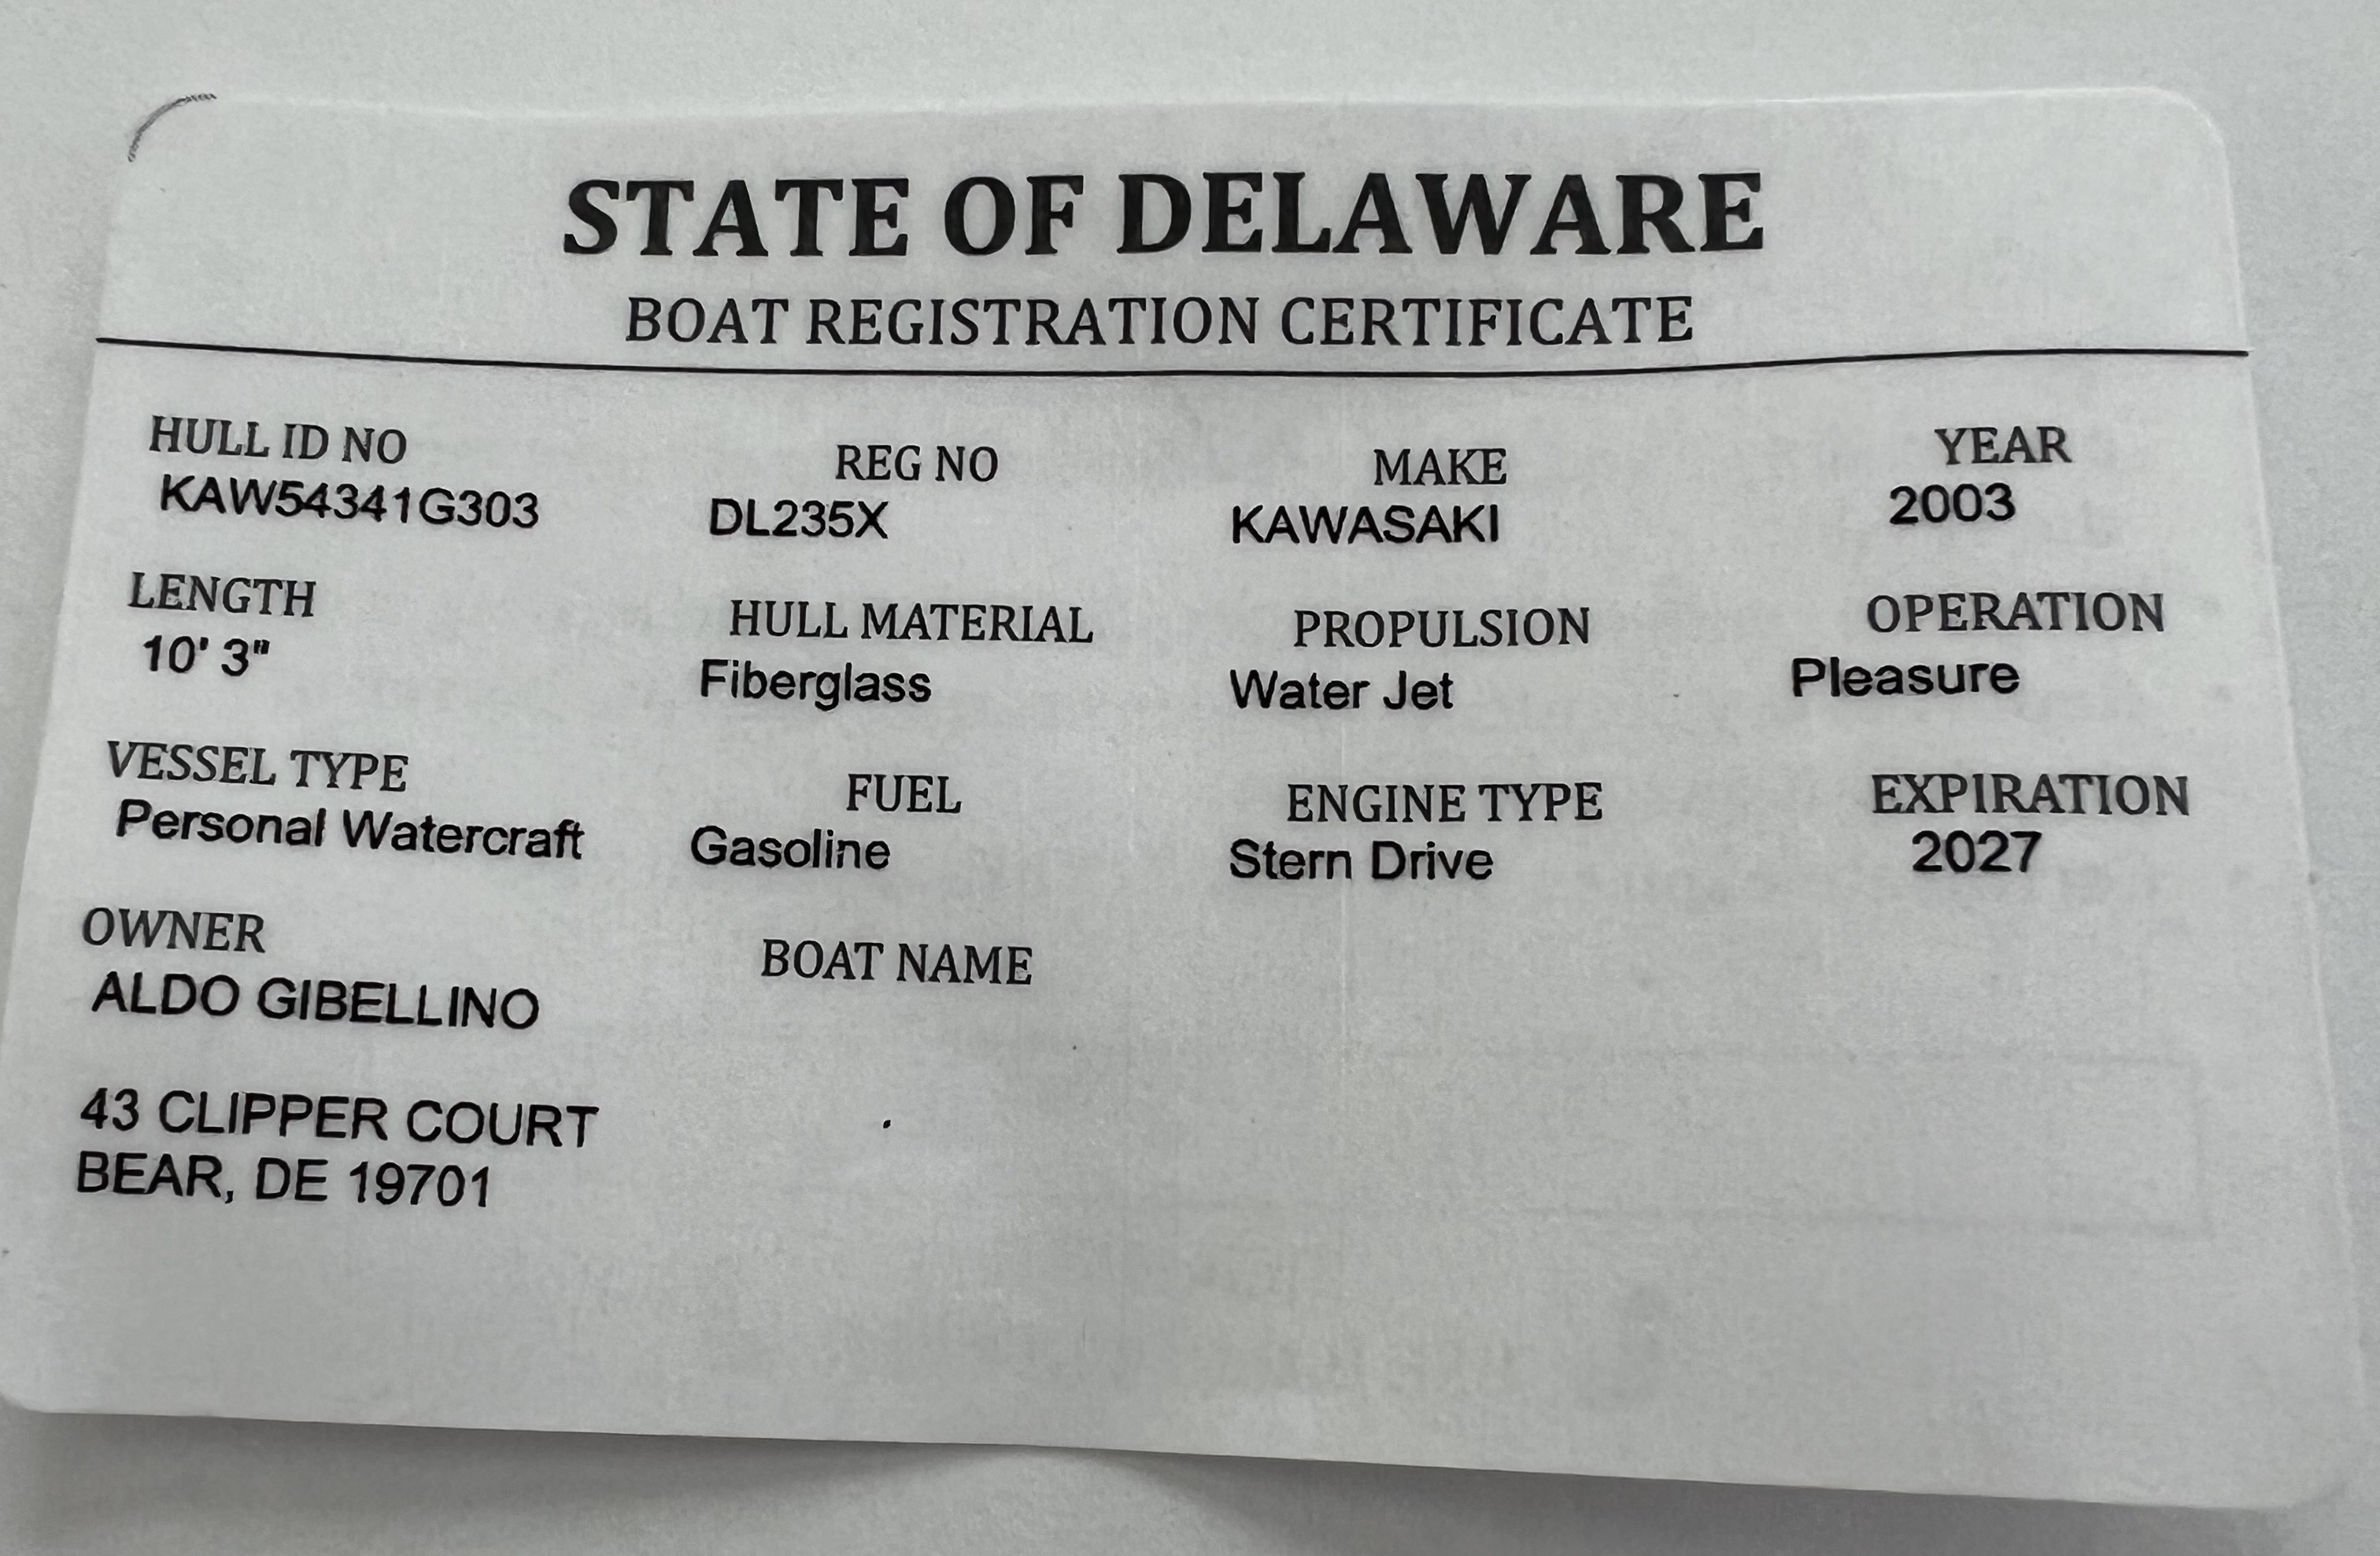 STATE OF DELAWARE
BOAT REGISTRATION CERTIFICATE
HULL ID NO REG NO MAKE YEAR
KAW54341G303 DL235X KAWASAKI 2003
LENGTH HULL MATERIAL PROPULSION OPERATION
10' 3" Fiberglass Water Jet Pleasure
VESSEL TYPE FUEL ENGINE TYPE EXPIRATION
Personal Watercraft Gasoline Stern Drive 2027
OWNER BOAT NAME
ALDO GIBELLINO
43 CLIPPER COURT
BEAR, DE 19701